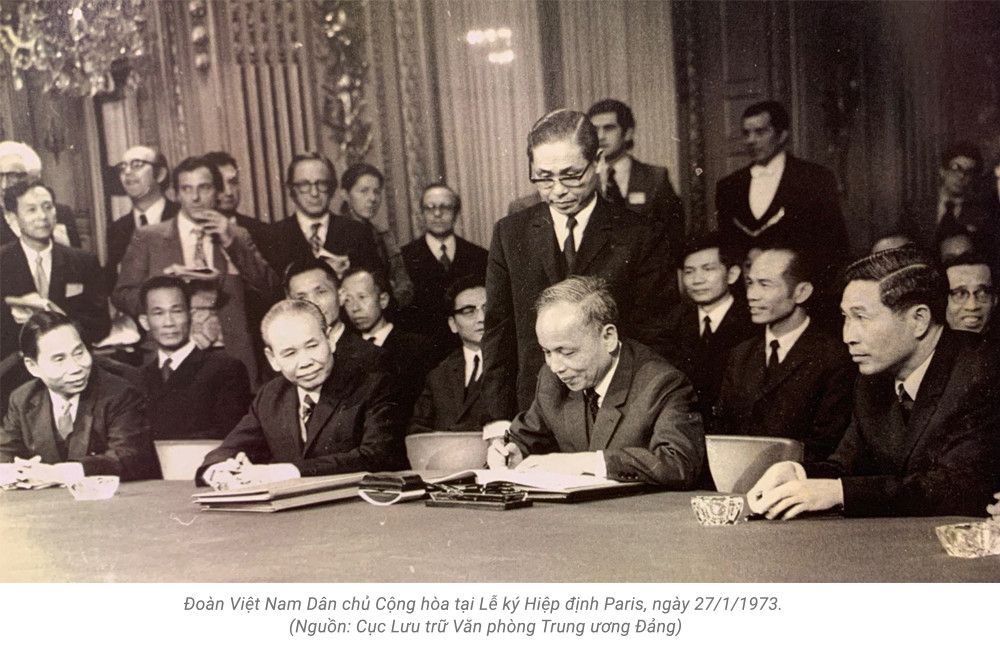 Đoàn Việt Nam Dân chủ Cộng hòa tại Lễ ký Hiệp định Paris, ngày 27/1/1973.
(Nguồn: Cục Lưu trữ Văn phòng Trung ương Đảng)